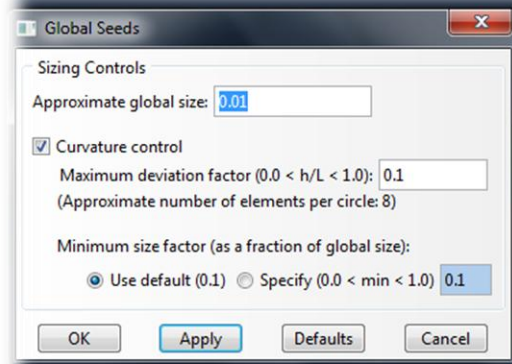 Global Seeds
Sizing Controls
Approximate global size: 0.01
Curvature control
Maximum deviation factor (0.0 < h/L < 1.0): 0.1
(Approximate number of elements per circle: 8)
Minimum size factor (as a fraction of global size):
Use default (0.1) Specify (0.0 < min < 1.0) 0.1
OK Apply Defaults Cancel